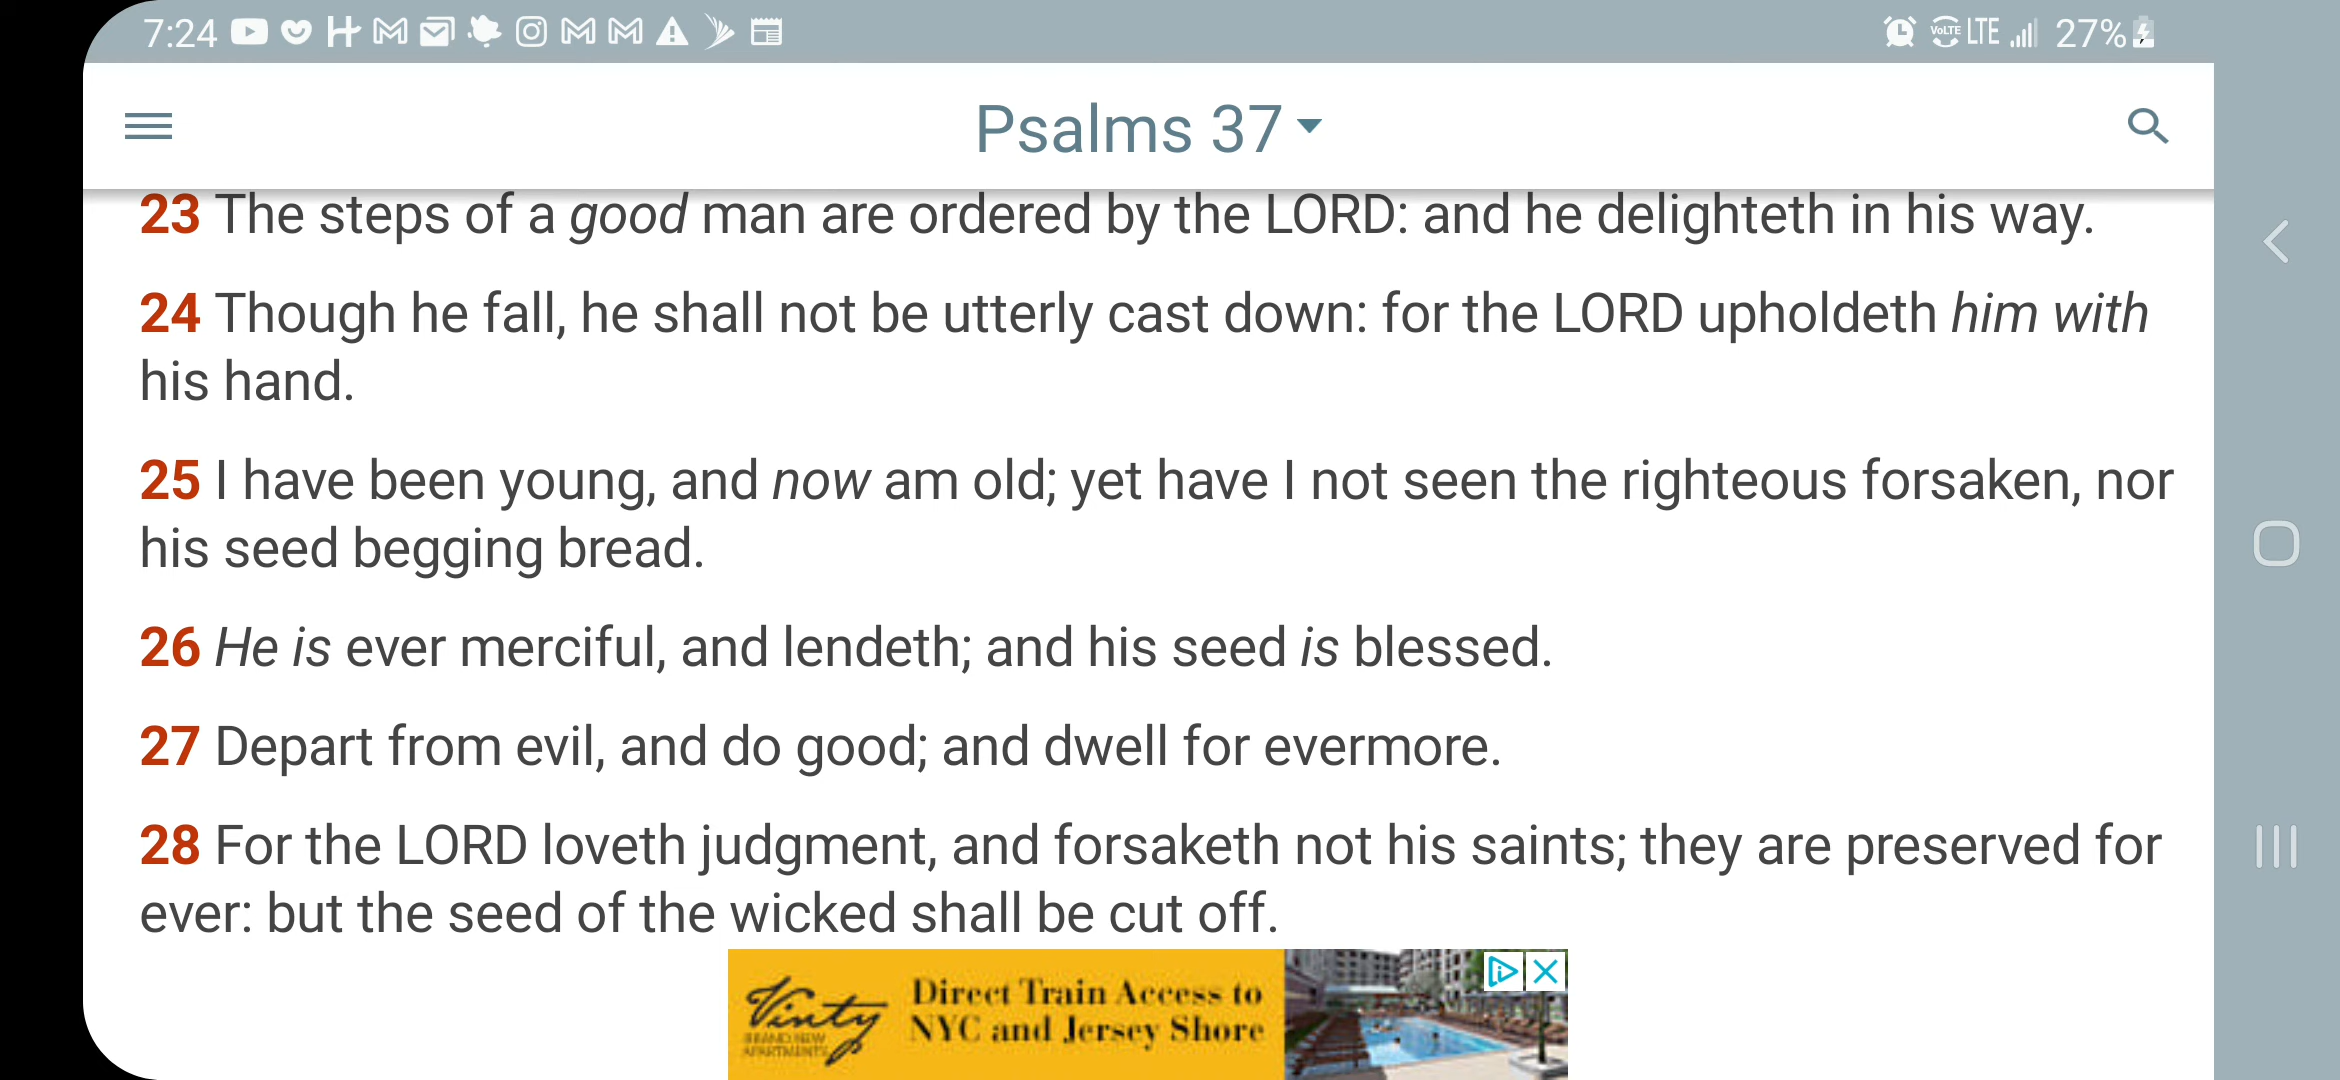 7:24 VoLTE LTE 27%
Psalms 37
23 The steps of a good man are ordered by the LORD: and he delighteth in his way.
24 Though he fall, he shall not be utterly cast down: for the LORD upholdeth him with
his hand.
25 I have been young, and now am old; yet have I not seen the righteous forsaken, nor
his seed begging bread.
26 He is ever merciful, and lendeth; and his seed is blessed.
27 Depart from evil, and do good; and dwell for evermore.
28 For the LORD loveth judgment, and forsaketh not his saints; they are preserved for
ever: but the seed of the wicked shall be cut off.
Vinty
BRAND NEW
APARTMENTS
Direct Train Access to
NYC and Jersey Shore